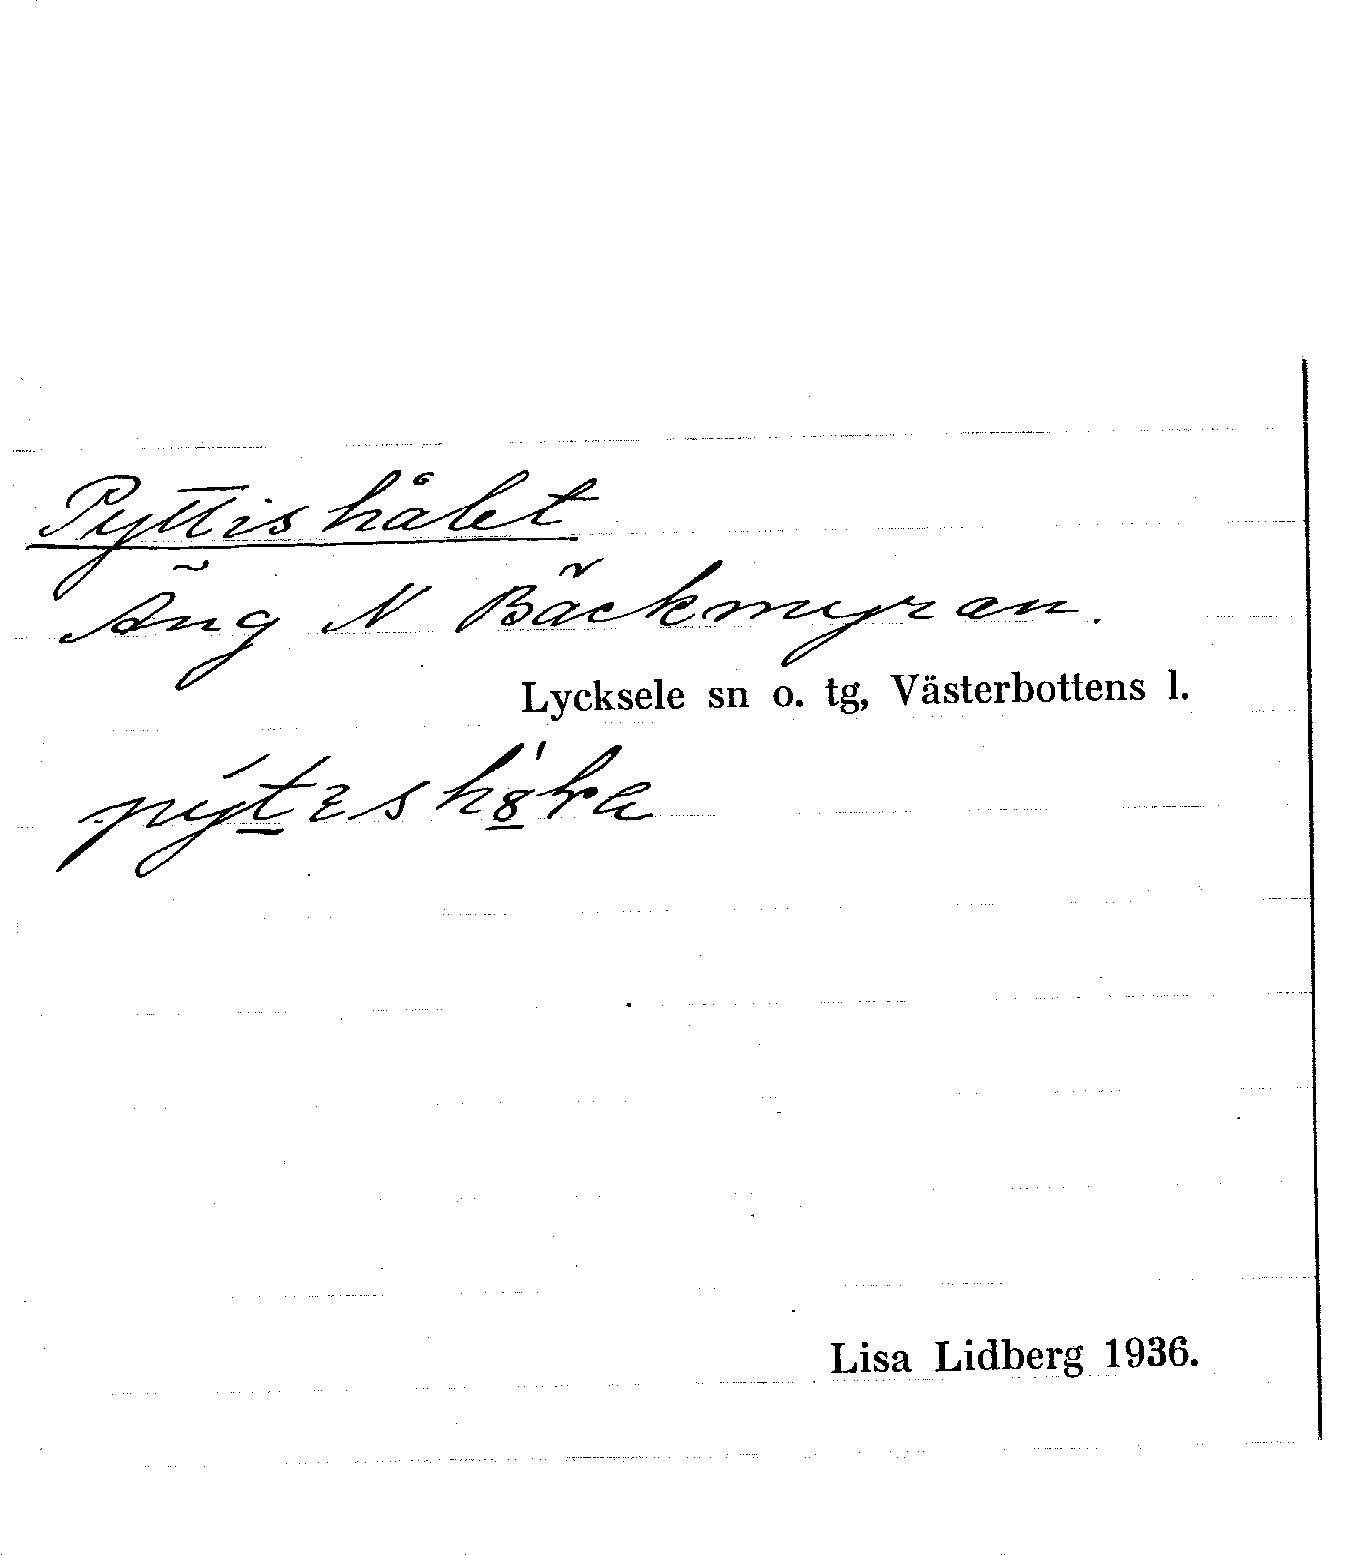 Pyttishålet
Äng N Bäckmyran.
Lycksele sn o. tg, Västerbottens l.
Lisa Lidberg 1936.